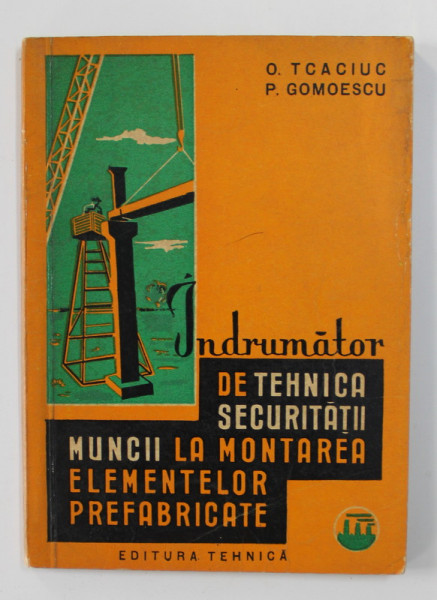 O. TCACIUC
P. GOMOESCU
Îndrumător
DE TEHNICA
SECURITĂȚII
MUNCII LA MONTAREA
ELEMENTELOR
PREFABRICATE
EDITURA TEHNICĂ